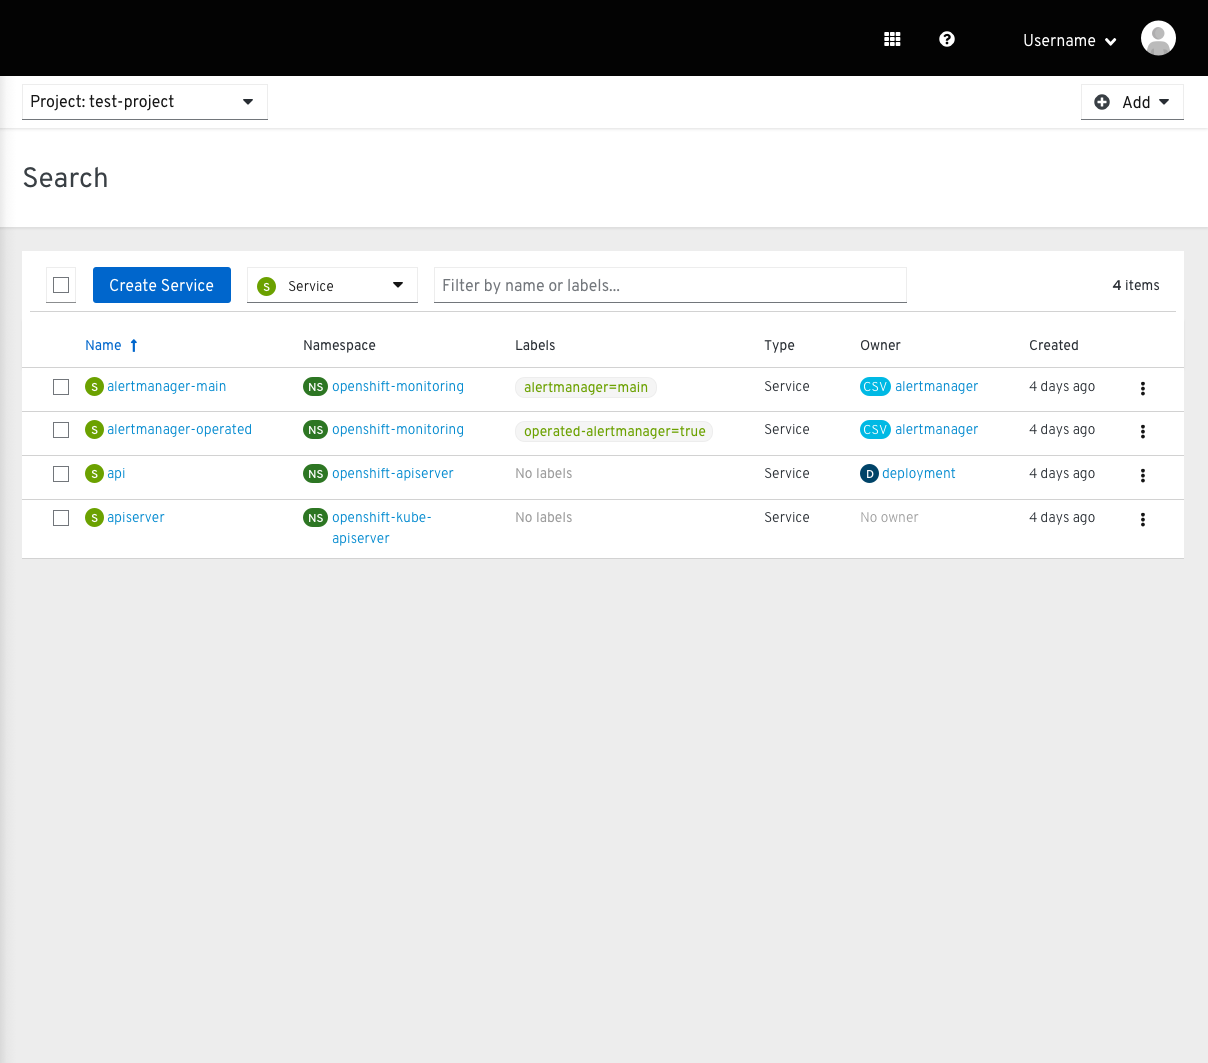 Username
Project: test-project
Add
Search
Create Service
S Service
Filter by name or labels...
4 items
Name Namespace Labels Type Owner Created
S alertmanager-main NS openshift-monitoring alertmanager=main Service CSV alertmanager 4 days ago
S alertmanager-operated NS openshift-monitoring operated-alertmanager=true Service CSV alertmanager 4 days ago
S api NS openshift-apiserver No labels Service D deployment 4 days ago
S apiserver NS openshift-kube- No labels Service No owner 4 days ago
apiserver